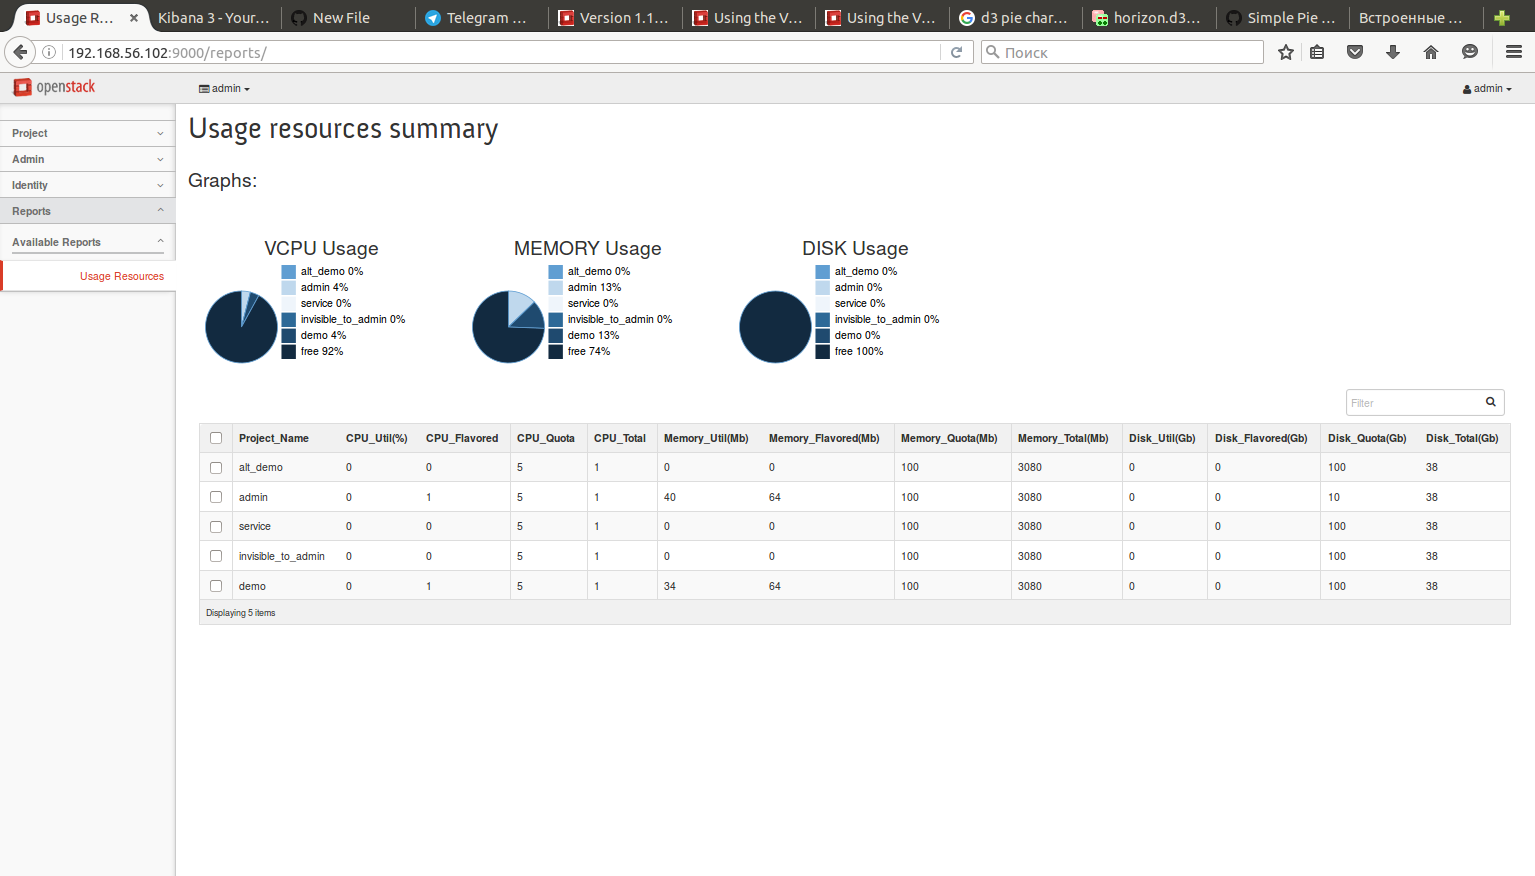 Usage R... Kibana 3 - Your... New File Telegram ... Version 1.1... Using the V... Using the V... d3 pie char... horizon.d3... Simple Pie ... Встроенные ...
192.168.56.102:9000/reports/ Поиск
openstack admin admin
Usage resources summary
Project
Admin
Identity
Reports
Available Reports
Usage Resources
Graphs:
VCPU Usage
alt_demo 0%
admin 4%
service 0%
invisible_to_admin 0%
demo 4%
free 92%
MEMORY Usage
alt_demo 0%
admin 13%
service 0%
invisible_to_admin 0%
demo 13%
free 74%
DISK Usage
alt_demo 0%
admin 0%
service 0%
invisible_to_admin 0%
demo 0%
free 100%
Filter
Project_Name CPU_Util(%) CPU_Flavored CPU_Quota CPU_Total Memory_Util(Mb) Memory_Flavored(Mb) Memory_Quota(Mb) Memory_Total(Mb) Disk_Util(Gb) Disk_Flavored(Gb) Disk_Quota(Gb) Disk_Total(Gb)
alt_demo 0 0 5 1 0 0 100 3080 0 0 100 38
admin 0 1 5 1 40 64 100 3080 0 0 10 38
service 0 0 5 1 0 0 100 3080 0 0 100 38
invisible_to_admin 0 0 5 1 0 0 100 3080 0 0 100 38
demo 0 1 5 1 34 64 100 3080 0 0 100 38
Displaying 5 items